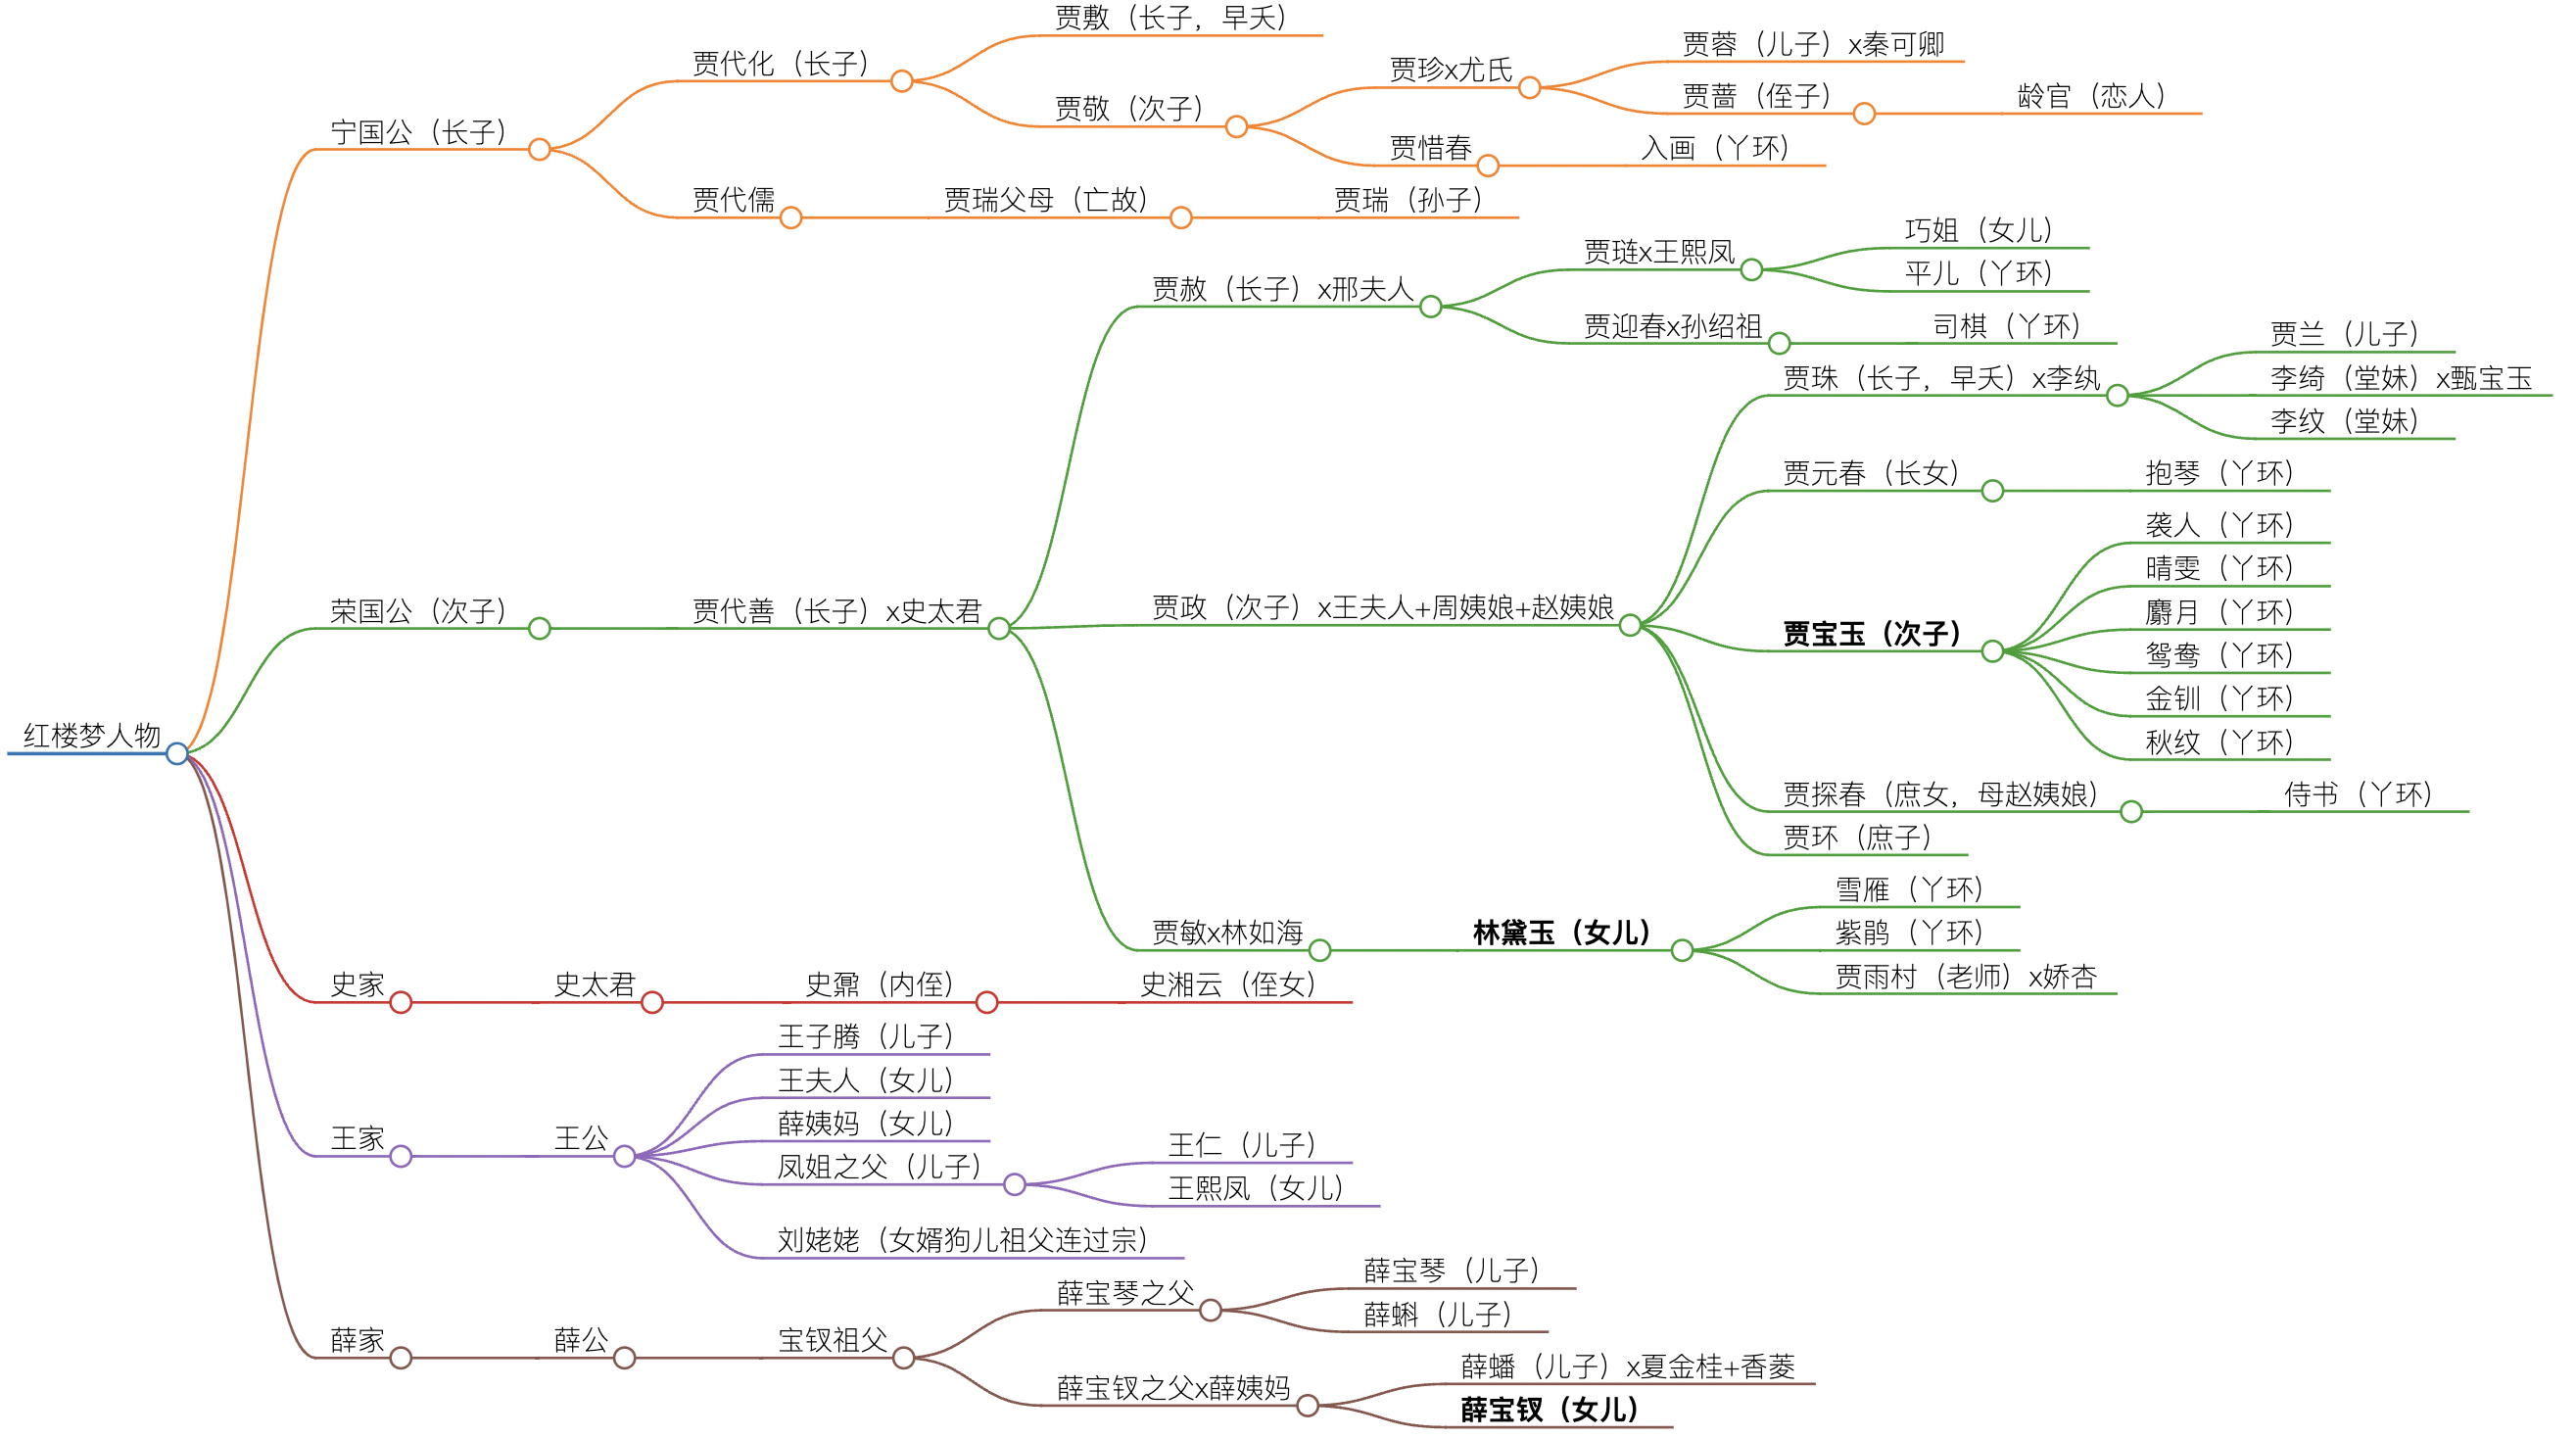 红楼梦人物
宁国公（长子）
贾代化（长子）
贾敷（长子，早夭）
贾敬（次子）
贾珍x尤氏
贾蓉（儿子）x秦可卿
贾蔷（侄子）
龄官（恋人）
贾惜春
入画（丫环）
贾代儒
贾瑞父母（亡故）
贾瑞（孙子）
荣国公（次子）
贾代善（长子）x史太君
贾赦（长子）x邢夫人
贾琏x王熙凤
巧姐（女儿）
平儿（丫环）
贾迎春x孙绍祖
司棋（丫环）
贾政（次子）x王夫人+周姨娘+赵姨娘
贾珠（长子，早夭）x李纨
贾兰（儿子）
李绮（堂妹）x甄宝玉
李纹（堂妹）
贾元春（长女）
抱琴（丫环）
贾宝玉（次子）
袭人（丫环）
晴雯（丫环）
麝月（丫环）
鸳鸯（丫环）
金钏（丫环）
秋纹（丫环）
贾探春（庶女，母赵姨娘）
侍书（丫环）
贾环（庶子）
贾敏x林如海
林黛玉（女儿）
雪雁（丫环）
紫鹃（丫环）
贾雨村（老师）x娇杏
史家
史太君
史鼐（内侄）
史湘云（侄女）
王家
王公
王子腾（儿子）
王夫人（女儿）
薛姨妈（女儿）
凤姐之父（儿子）
王仁（儿子）
王熙凤（女儿）
刘姥姥（女婿狗儿祖父连过宗）
薛家
薛公
宝钗祖父
薛宝琴之父
薛宝琴（儿子）
薛蝌（儿子）
薛宝钗之父x薛姨妈
薛蟠（儿子）x夏金桂+香菱
薛宝钗（女儿）